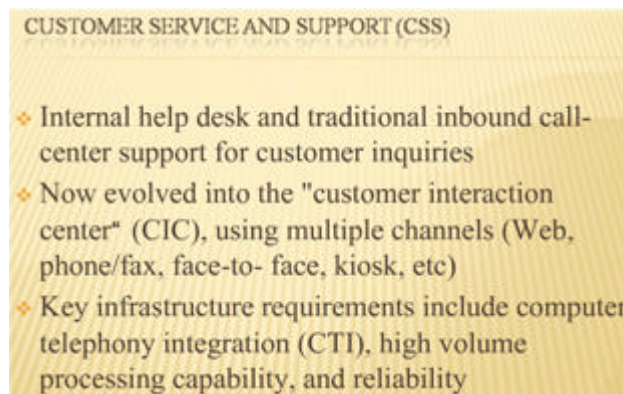 CUSTOMER SERVICE AND SUPPORT (CSS)
Internal help desk and traditional inbound call-
center support for customer inquiries
Now evolved into the "customer interaction
center“ (CIC), using multiple channels (Web,
phone/fax, face-to- face, kiosk, etc)
Key infrastructure requirements include computer
telephony integration (CTI), high volume
processing capability, and reliability